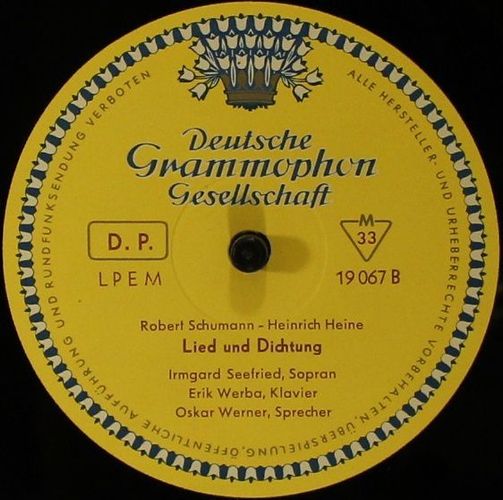 ALLE HERSTELLER- UND URHEBERRECHTE VORBEHALTEN, ÜBERSPIELUNG, ÖFFENTLICHE AUFFÜHRUNG UND RUNDFUNKSENDUNG VERBOTEN
Deutsche
Grammophon
Gesellschaft
D. P.
M
33
LPEM
19 067 B
Robert Schumann - Heinrich Heine
Lied und Dichtung
Irmgard Seefried, Sopran
Erik Werba, Klavier
Oskar Werner, Sprecher